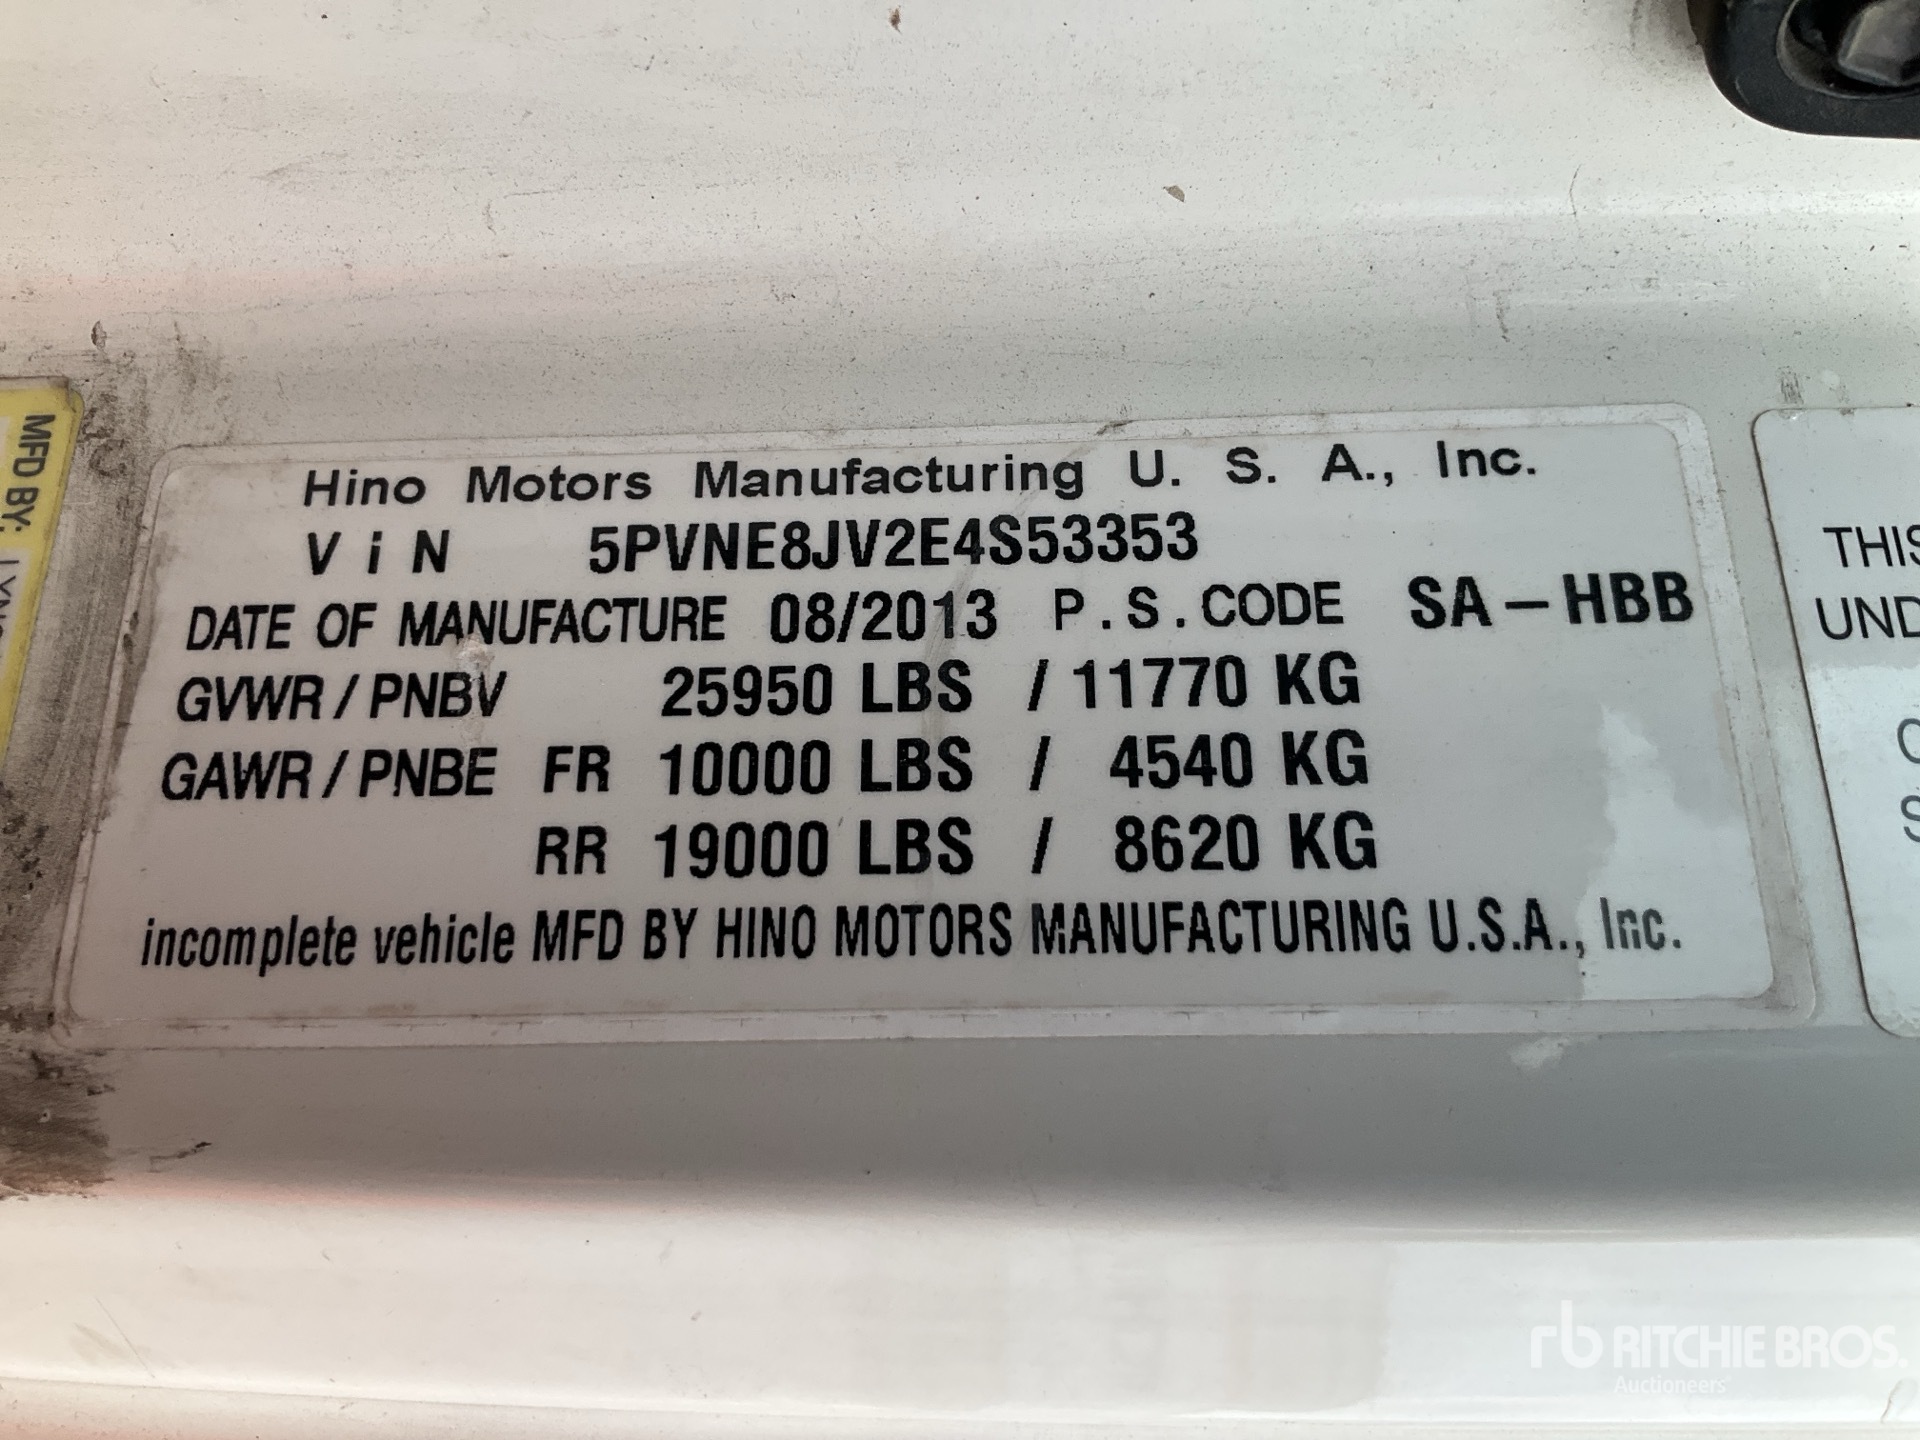 MFD BY:
Hino Motors Manufacturing U. S. A., Inc.
ViN 5PVNE8JV2E4S53353
DATE OF MANUFACTURE 08/2013 P.S.CODE SA-HBB
GVWR/PNBV 25950 LBS / 11770 KG
GAWR/PNBE FR 10000 LBS / 4540 KG
RR 19000 LBS / 8620 KG
incomplete vehicle MFD BY HINO MOTORS MANUFACTURING U.S.A., Inc.
rb RITCHIE BROS.
Auctioneers